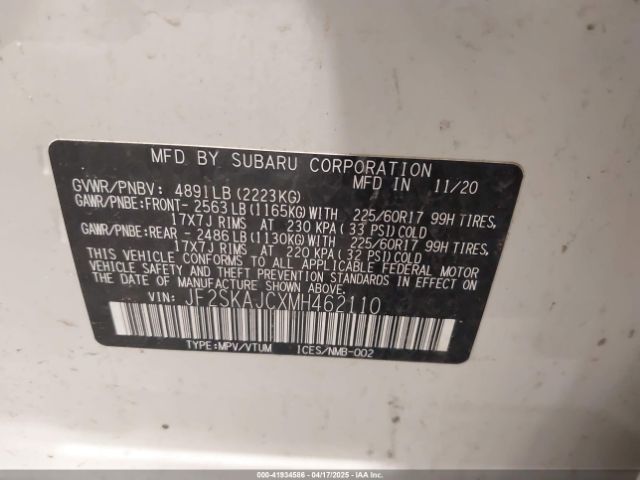 MFD BY SUBARU CORPORATION
MFD IN 11/20
GVWR/PNBV: 4891LB(2223KG)
GAWR/PNBE:FRONT- 2563LB(1165KG)WITH 225/60R17 99H TIRES,
17X7J RIMS AT 230 KPA(33 PSI)COLD
GAWR/PNBE:REAR - 2486LB(1130KG)WITH 225/60R17 99H TIRES,
17X7J RIMS AT 220 KPA(32 PSI)COLD
THIS VEHICLE CONFORMS TO ALL APPLICABLE FEDERAL MOTOR
VEHICLE SAFETY AND THEFT PREVENTION STANDARDS IN EFFECT
ON THE DATE OF MANUFACTURE SHOWN ABOVE.
VIN: JF2SKAJCXMH462110
TYPE:MPV/VTUM ICES/NMB-002
000-41934586 - 04/17/2025 - IAA, Inc.